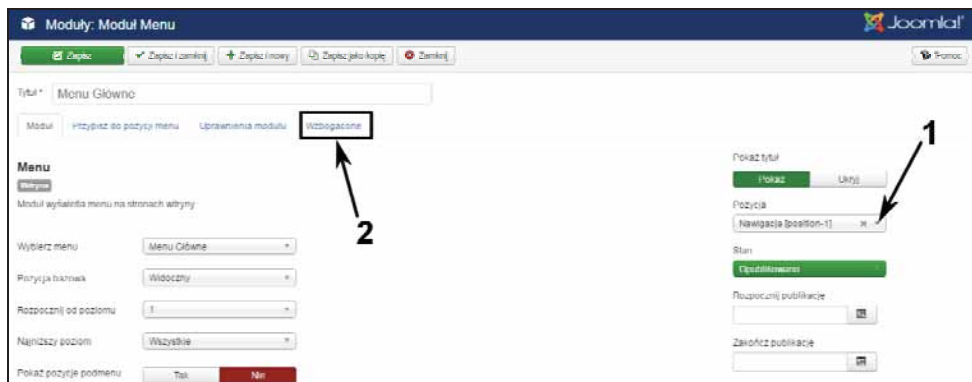 Moduły: Moduł Menu
Joomla!
Zapisz
Zapisz i zamknij
Zapisz i nowy
Zapisz jako kopię
Zamknij
Pomoc
Tytuł *
Menu Główne
Moduł
Przypisz do pozycji menu
Uprawnienia modułu
Wzbogacone
1
2
Menu
Witryna
Moduł wyświetla menu na stronach witryny
Wybierz menu
Menu Główne
Pozycja bazowa
Widoczny
Rozpocznij od poziomu
1
Najniższy poziom
Wszystkie
Pokaż pozycje podmenu
Tak
Nie
Pokaż tytuł
Pokaż
Ukryj
Pozycja
Nawigacja [position-1]
Stan
Opublikowano
Rozpocznij publikację
Zakończ publikację